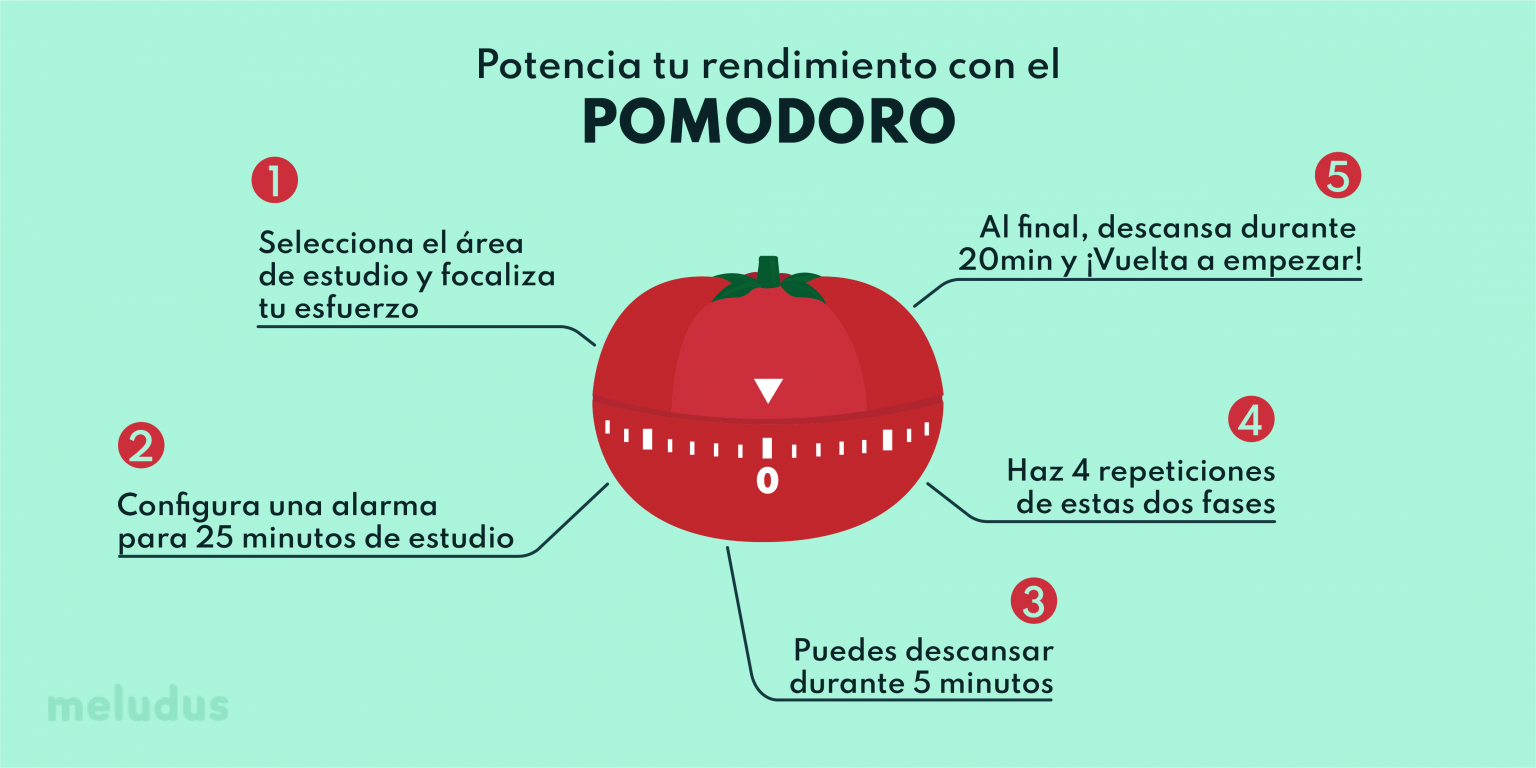 Potencia tu rendimiento con el
POMODORO
1
Selecciona el área
de estudio y focaliza
tu esfuerzo
2
Configura una alarma
para 25 minutos de estudio
3
Puedes descansar
durante 5 minutos
4
Haz 4 repeticiones
de estas dos fases
5
Al final, descansa durante
20min y ¡Vuelta a empezar!
0
meludus